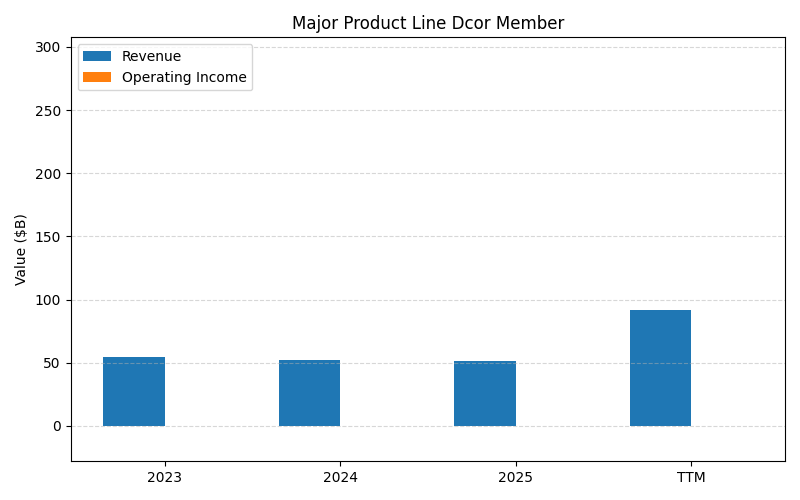 Major Product Line Dcor Member
Revenue
Operating Income
Value ($B)
300
250
200
150
100
50
0
2023
2024
2025
TTM